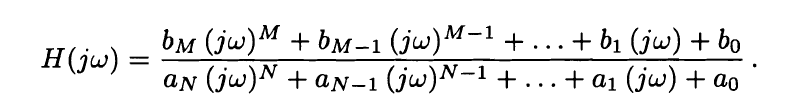 H(jω) = \frac{b_M (jω)^M + b_{M-1} (jω)^{M-1} + ... + b_1 (jω) + b_0}{a_N (jω)^N + a_{N-1} (jω)^{N-1} + ... + a_1 (jω) + a_0} .